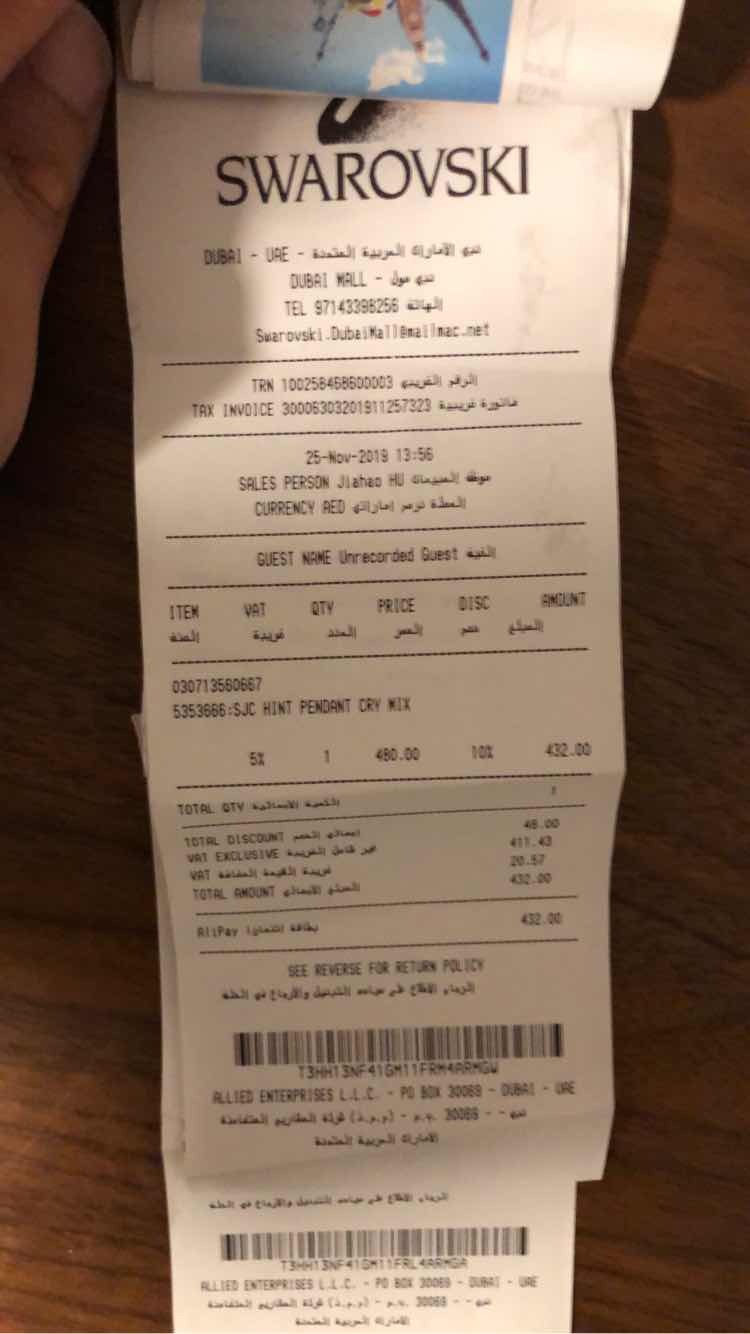 SWAROVSKI
DUBAI - UAE - دبي الامارات العربية المتحدة
DUBAI MALL - دبي مول
TEL 97143398256 الهاتف
Swarovski.DubaiMall@mailmac.net
TRN 100258468600003 الرقم الضريبي
TAX INVOICE 30006303201911257323 فاتورة ضريبية
25-Nov-2019 13:56
SALES PERSON Jiahao HU موظف المبيعات
CURRENCY AED العملة درهم إماراتي
GUEST NAME Unrecorded Guest
ITEM VAT QTY PRICE DISC AMOUNT
الصنف ضريبة العدد السعر خصم المبلغ
030713560667
5353666:SJC HINT PENDANT CRY MIX
5% 1 480.00 10% 432.00
TOTAL QTY الكمية الاجمالية 1
TOTAL DISCOUNT إجمالي الخصم 48.00
VAT EXCLUSIVE غير شامل الضريبة 411.43
VAT ضريبة القيمة المضافة 20.57
TOTAL AMOUNT المبلغ الاجمالي 432.00
AliPay بطاقة 432.00
SEE REVERSE FOR RETURN POLICY
الرجاء الاطلاع على سياسة التبديل والارجاع في الخلف
T3HH13NF41GM11FRM4ARMGW
ALLIED ENTERPRISES L.L.C. - PO BOX 30069 - DUBAI - UAE
شركة المشاريع المتضامنة (ذ.م.م) - ص.ب. 30069 - - دبي
الامارات العربية المتحدة
الرجاء الاطلاع على سياسة التبديل والارجاع في الخلف
T3HH13NF41GM11FRL4ARMGA
ALLIED ENTERPRISES L.L.C. - PO BOX 30069 - DUBAI - UAE
شركة المشاريع المتضامنة (ذ.م.م) - ص.ب. 30069 - - دبي
الامارات العربية المتحدة